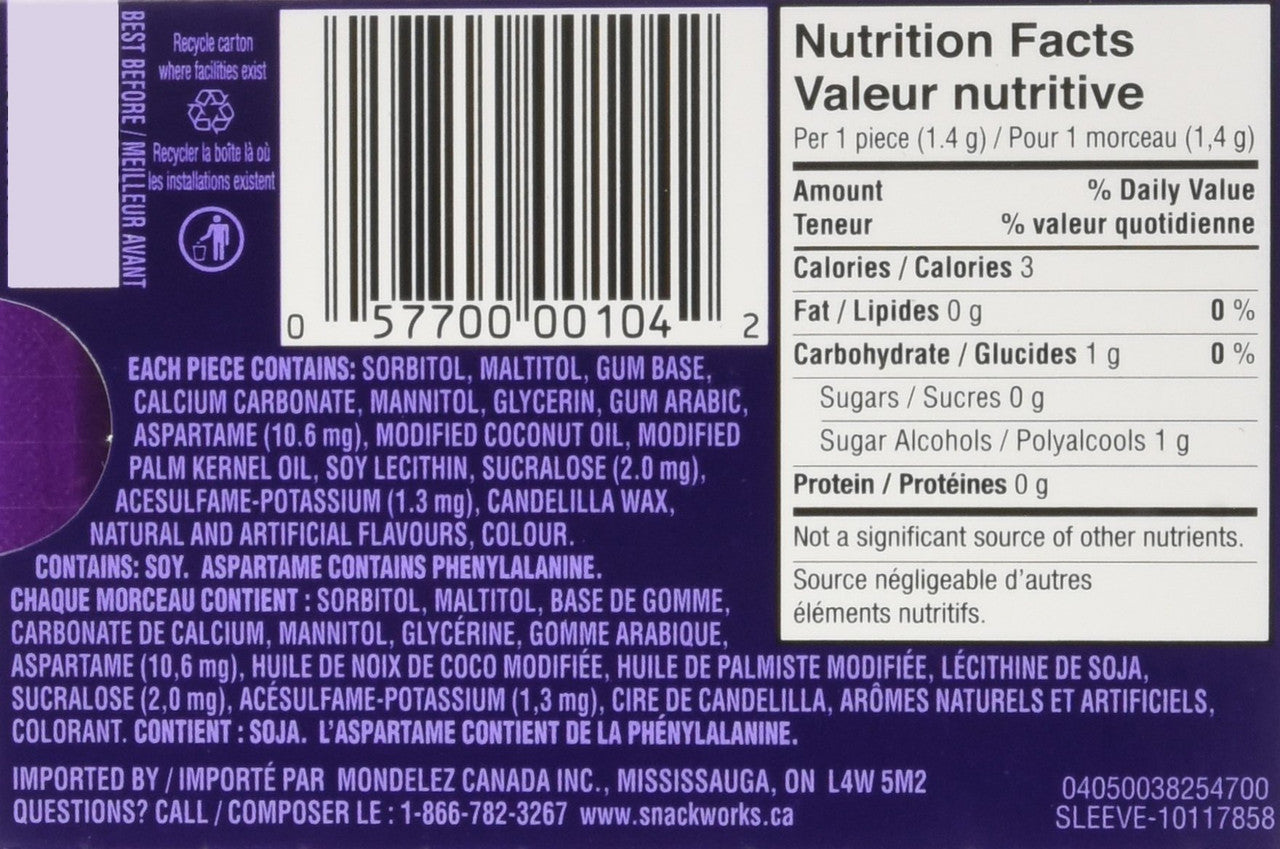 BEST BEFORE / MEILLEUR AVANT
Recycle carton
where facilities exist
Recycler la boîte là où
les installations existent
0 57700 00104 2
EACH PIECE CONTAINS: SORBITOL, MALTITOL, GUM BASE,
CALCIUM CARBONATE, MANNITOL, GLYCERIN, GUM ARABIC,
ASPARTAME (10.6 mg), MODIFIED COCONUT OIL, MODIFIED
PALM KERNEL OIL, SOY LECITHIN, SUCRALOSE (2.0 mg),
ACESULFAME-POTASSIUM (1.3 mg), CANDELILLA WAX,
NATURAL AND ARTIFICIAL FLAVOURS, COLOUR.
CONTAINS: SOY. ASPARTAME CONTAINS PHENYLALANINE.
CHAQUE MORCEAU CONTIENT : SORBITOL, MALTITOL, BASE DE GOMME,
CARBONATE DE CALCIUM, MANNITOL, GLYCÉRINE, GOMME ARABIQUE,
ASPARTAME (10,6 mg), HUILE DE NOIX DE COCO MODIFIÉE, HUILE DE PALMISTE MODIFIÉE, LÉCITHINE DE SOJA,
SUCRALOSE (2,0 mg), ACÉSULFAME-POTASSIUM (1,3 mg), CIRE DE CANDELILLA, ARÔMES NATURELS ET ARTIFICIELS,
COLORANT. CONTIENT : SOJA. L'ASPARTAME CONTIENT DE LA PHÉNYLALANINE.
IMPORTED BY / IMPORTÉ PAR MONDELEZ CANADA INC., MISSISSAUGA, ON L4W 5M2
QUESTIONS? CALL / COMPOSER LE : 1-866-782-3267 www.snackworks.ca
Nutrition Facts
Valeur nutritive
Per 1 piece (1.4 g) / Pour 1 morceau (1,4 g)
Amount % Daily Value
Teneur % valeur quotidienne
Calories / Calories 3
Fat / Lipides 0 g 0 %
Carbohydrate / Glucides 1 g 0 %
Sugars / Sucres 0 g
Sugar Alcohols / Polyalcools 1 g
Protein / Protéines 0 g
Not a significant source of other nutrients.
Source négligeable d'autres
éléments nutritifs.
04050038254700
SLEEVE-10117858